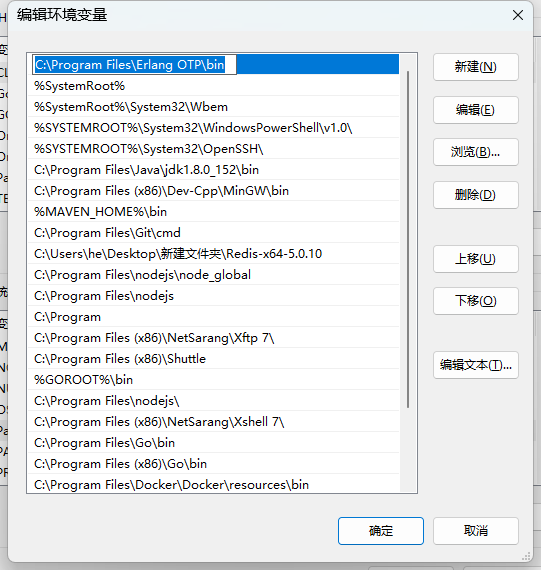 编辑环境变量
C:\Program Files\Erlang OTP\bin
%SystemRoot%
%SystemRoot%\System32\Wbem
%SYSTEMROOT%\System32\WindowsPowerShell\v1.0\
%SYSTEMROOT%\System32\OpenSSH\
C:\Program Files\Java\jdk1.8.0_152\bin
C:\Program Files (x86)\Dev-Cpp\MinGW\bin
%MAVEN_HOME%\bin
C:\Program Files\Git\cmd
C:\Users\he\Desktop\新建文件夹\Redis-x64-5.0.10
C:\Program Files\nodejs\node_global
C:\Program Files\nodejs
C:\Program
C:\Program Files (x86)\NetSarang\Xftp 7\
C:\Program Files (x86)\Shuttle
%GOROOT%\bin
C:\Program Files\nodejs\
C:\Program Files (x86)\NetSarang\Xshell 7\
C:\Program Files\Go\bin
C:\Program Files (x86)\Go\bin
C:\Program Files\Docker\Docker\resources\bin
新建(N)
编辑(E)
浏览(B)...
删除(D)
上移(U)
下移(O)
编辑文本(T)...
确定
取消